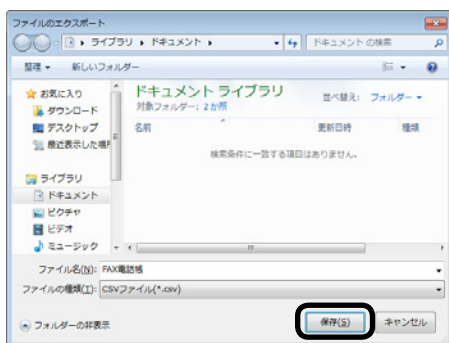 ファイルのエクスポート
ライブラリ ▸ ドキュメント ▸ ドキュメントの検索
整理 ▼ 新しいフォルダー
お気に入り
ダウンロード
デスクトップ
最近表示した場所
ライブラリ
ドキュメント
ピクチャ
ビデオ
ミュージック
ドキュメント ライブラリ
対象フォルダー: 2 か所
並べ替え: フォルダー ▼
名前 更新日時 種類
検索条件に一致する項目はありません。
ファイル名(N): FAX電話帳
ファイルの種類(T): CSVファイル(*.csv)
フォルダーの非表示 保存(S) キャンセル